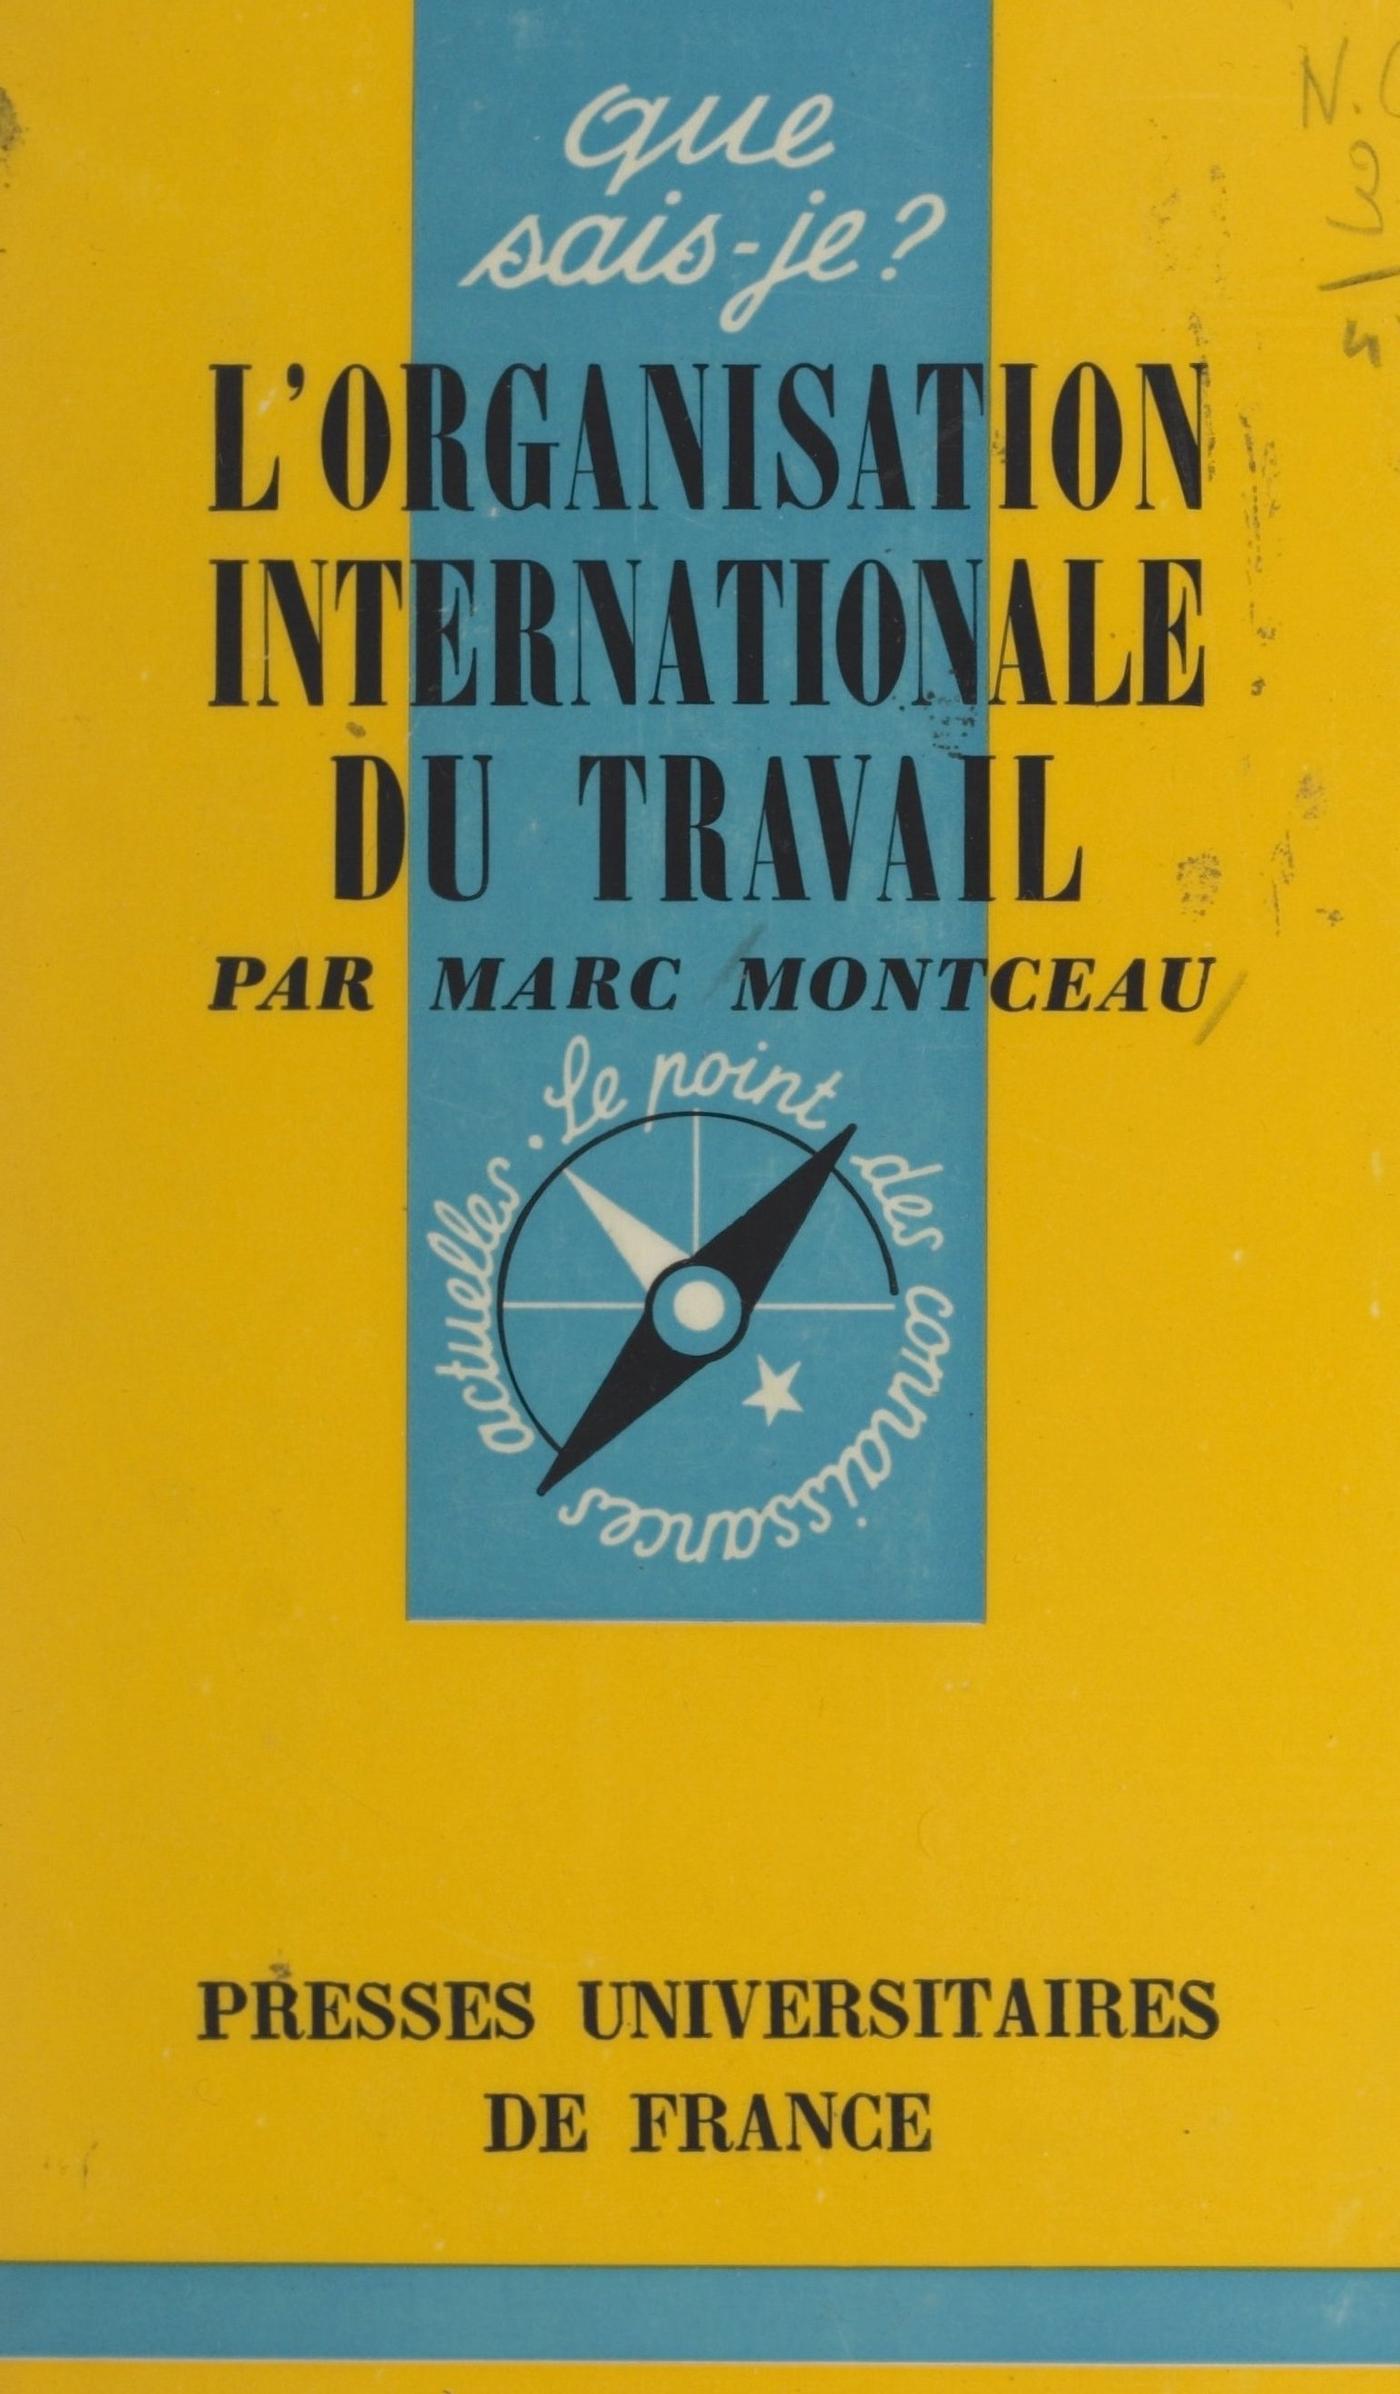 que
sais-je?
L'ORGANISATION
INTERNATIONALE
DU TRAVAIL
PAR MARC MONTCEAU
Le point des connaissances actuelles.
PRESSES UNIVERSITAIRES
DE FRANCE